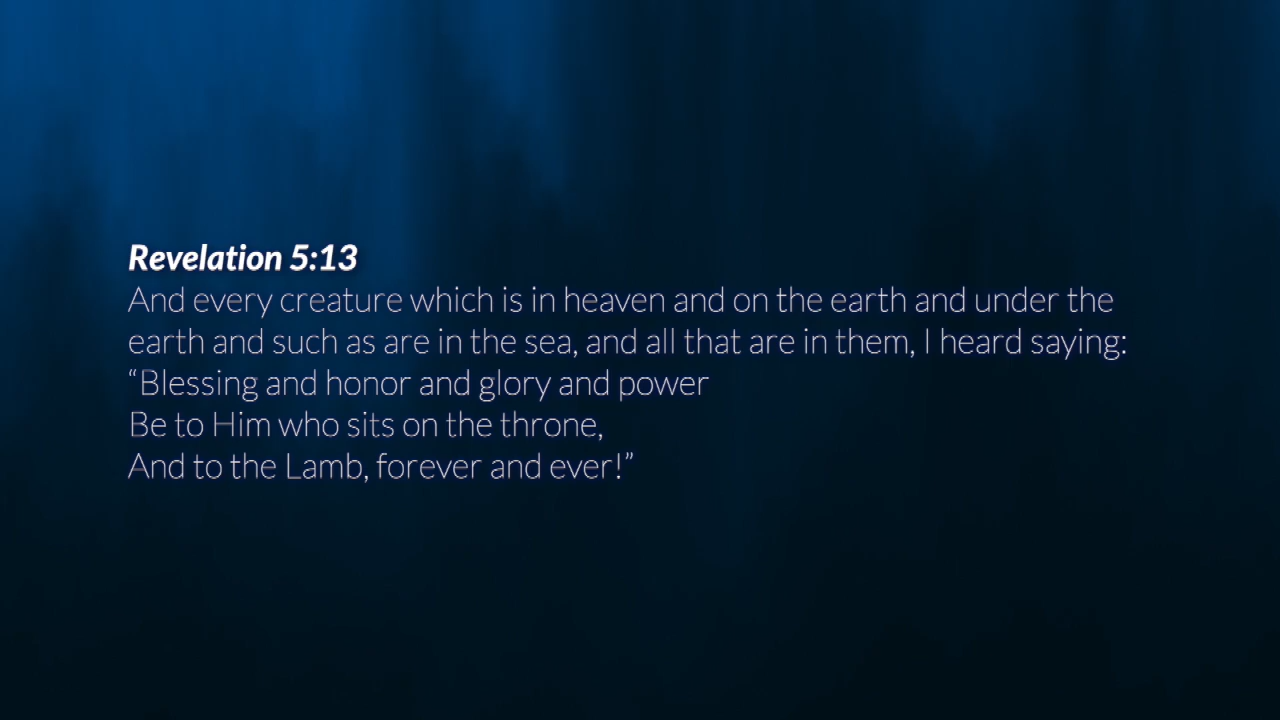 Revelation 5:13
And every creature which is in heaven and on the earth and under the
earth and such as are in the sea, and all that are in them, I heard saying:
“Blessing and honor and glory and power
Be to Him who sits on the throne,
And to the Lamb, forever and ever!”